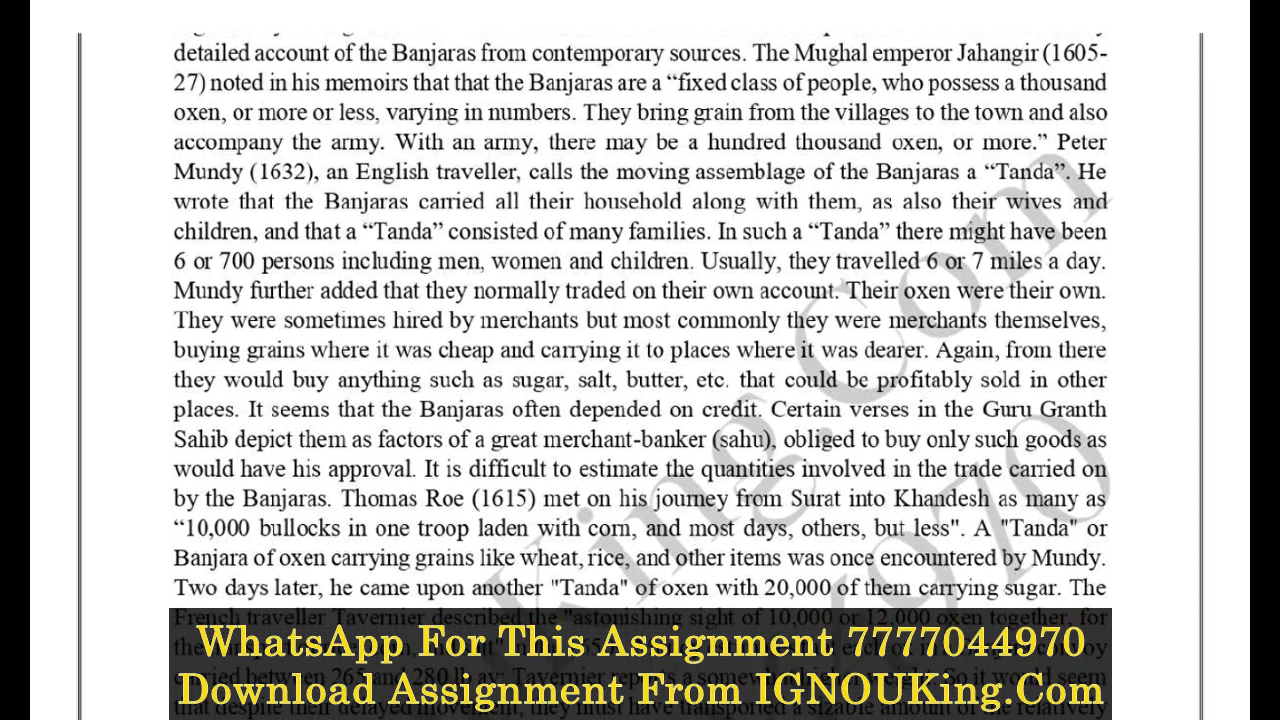 detailed account of the Banjaras from contemporary sources. The Mughal emperor Jahangir (1605-
27) noted in his memoirs that that the Banjaras are a “fixed class of people, who possess a thousand
oxen, or more or less, varying in numbers. They bring grain from the villages to the town and also
accompany the army. With an army, there may be a hundred thousand oxen, or more.” Peter
Mundy (1632), an English traveller, calls the moving assemblage of the Banjaras a “Tanda”. He
wrote that the Banjaras carried all their household along with them, as also their wives and
children, and that a “Tanda” consisted of many families. In such a “Tanda” there might have been
6 or 700 persons including men, women and children. Usually, they travelled 6 or 7 miles a day.
Mundy further added that they normally traded on their own account. Their oxen were their own.
They were sometimes hired by merchants but most commonly they were merchants themselves,
buying grains where it was cheap and carrying it to places where it was dearer. Again, from there
they would buy anything such as sugar, salt, butter, etc. that could be profitably sold in other
places. It seems that the Banjaras often depended on credit. Certain verses in the Guru Granth
Sahib depict them as factors of a great merchant-banker (sahu), obliged to buy only such goods as
would have his approval. It is difficult to estimate the quantities involved in the trade carried on
by the Banjaras. Thomas Roe (1615) met on his journey from Surat into Khandesh as many as
“10,000 bullocks in one troop laden with corn, and most days, others, but less". A "Tanda" or
Banjara of oxen carrying grains like wheat, rice, and other items was once encountered by Mundy.
Two days later, he came upon another "Tanda" of oxen with 20,000 of them carrying sugar. The
French traveller Tavernier described the "astonishing sight of 10,000 or 12,000 oxen together, for
WhatsApp For This Assignment 7777044970
Download Assignment From IGNOUKing.Com